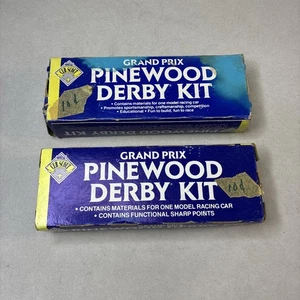 GRAND PRIX
PINEWOOD
DERBY KIT
• Contains materials for one model racing car
• Promotes sportsmanship, craftsmanship, competition
• Educational • Fun to build, fun to race
10¢
GRAND PRIX
PINEWOOD
DERBY KIT
• CONTAINS MATERIALS FOR ONE MODEL RACING CAR
• CONTAINS FUNCTIONAL SHARP POINTS
10¢